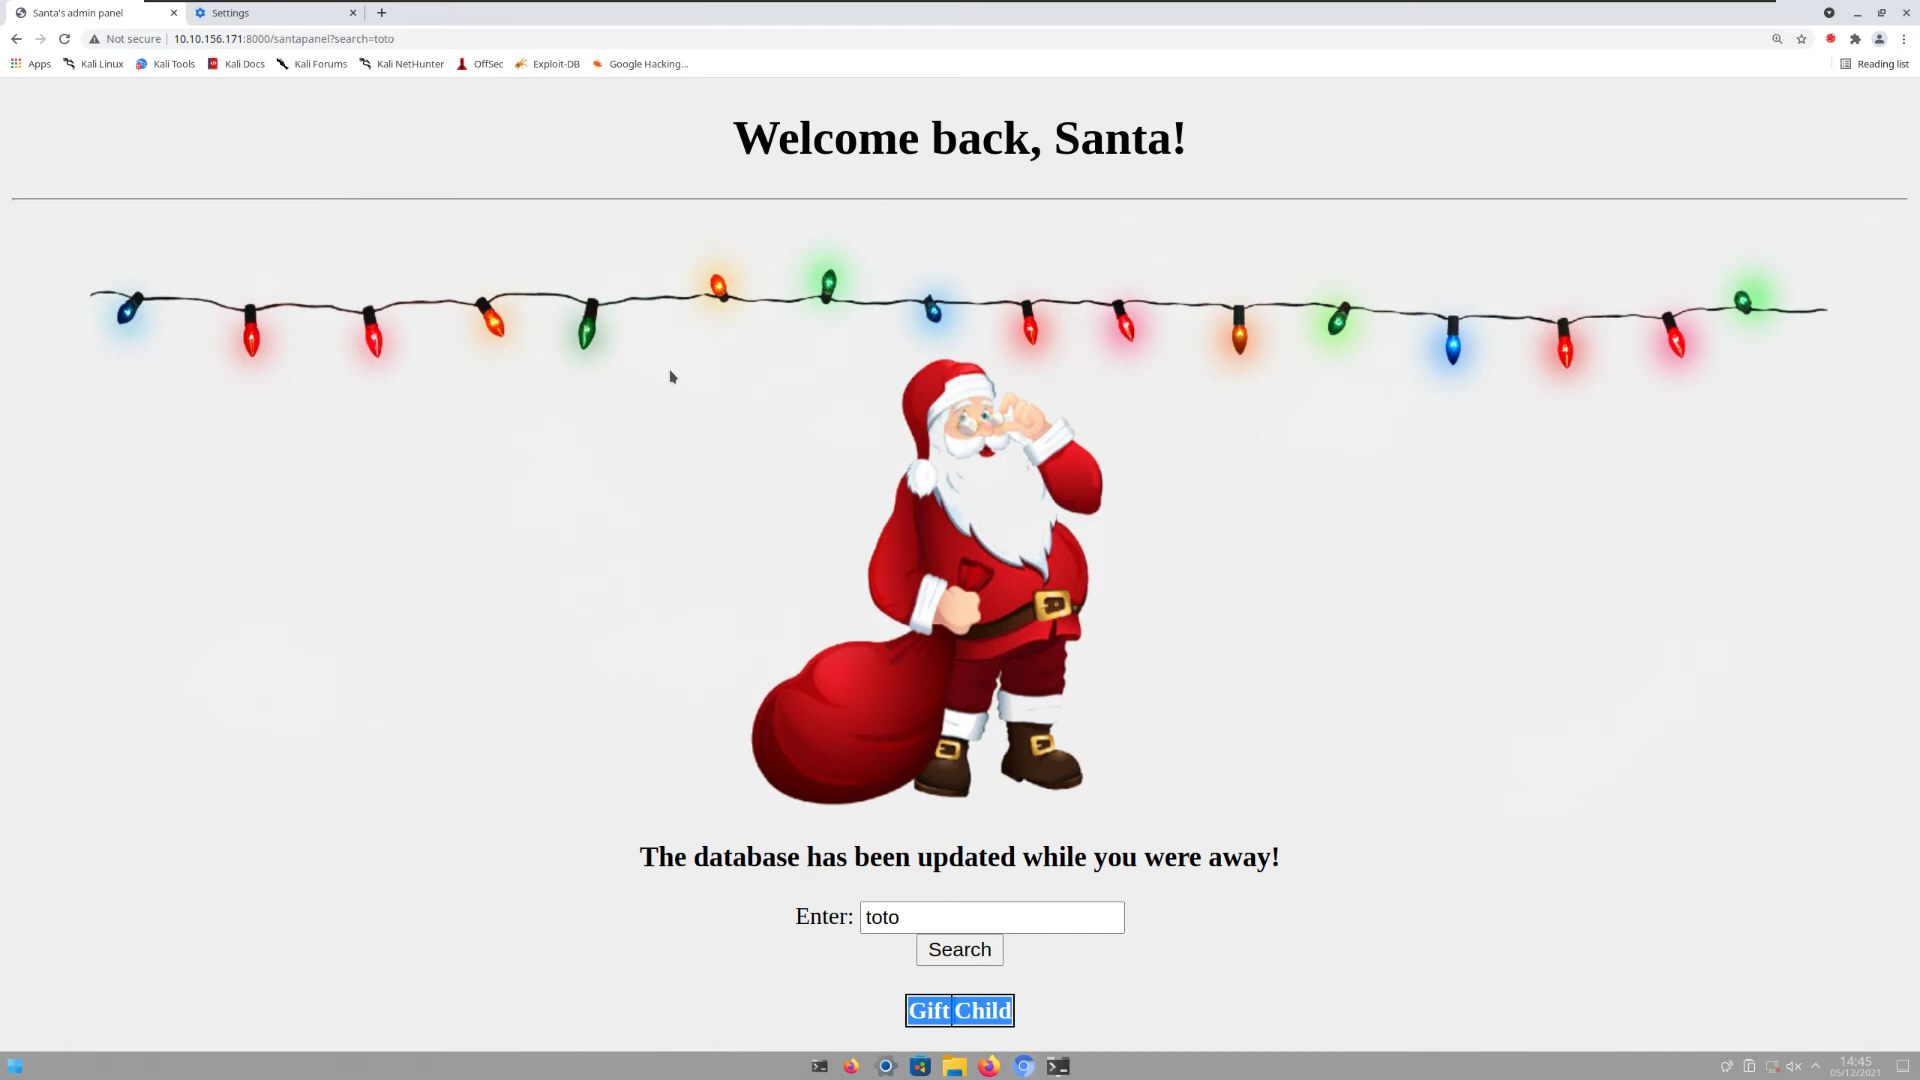 Santa's admin panel
Settings
Not secure
10.10.156.171:8000/santapanel?search=toto
Apps
Kali Linux
Kali Tools
Kali Docs
Kali Forums
Kali NetHunter
OffSec
Exploit-DB
Google Hacking...
Reading list
Welcome back, Santa!
The database has been updated while you were away!
Enter: toto
Search
Gift Child
14:45
05/12/2021